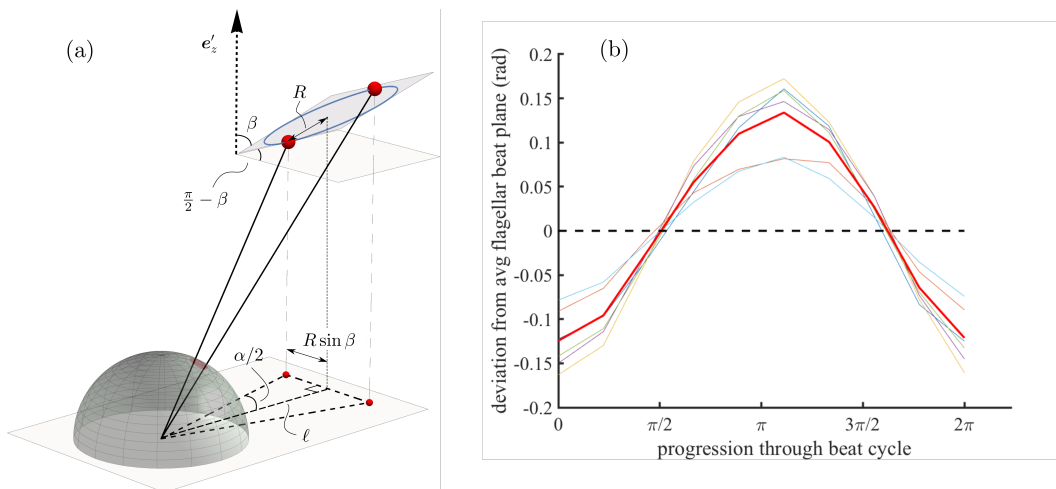 (a)
e′z
R
β
π/2 − β
R sin β
α/2
ℓ
(b)
deviation from avg flagellar beat plane (rad)
0.2
0.15
0.1
0.05
0
-0.05
-0.1
-0.15
-0.2
0
π/2
π
3π/2
2π
progression through beat cycle